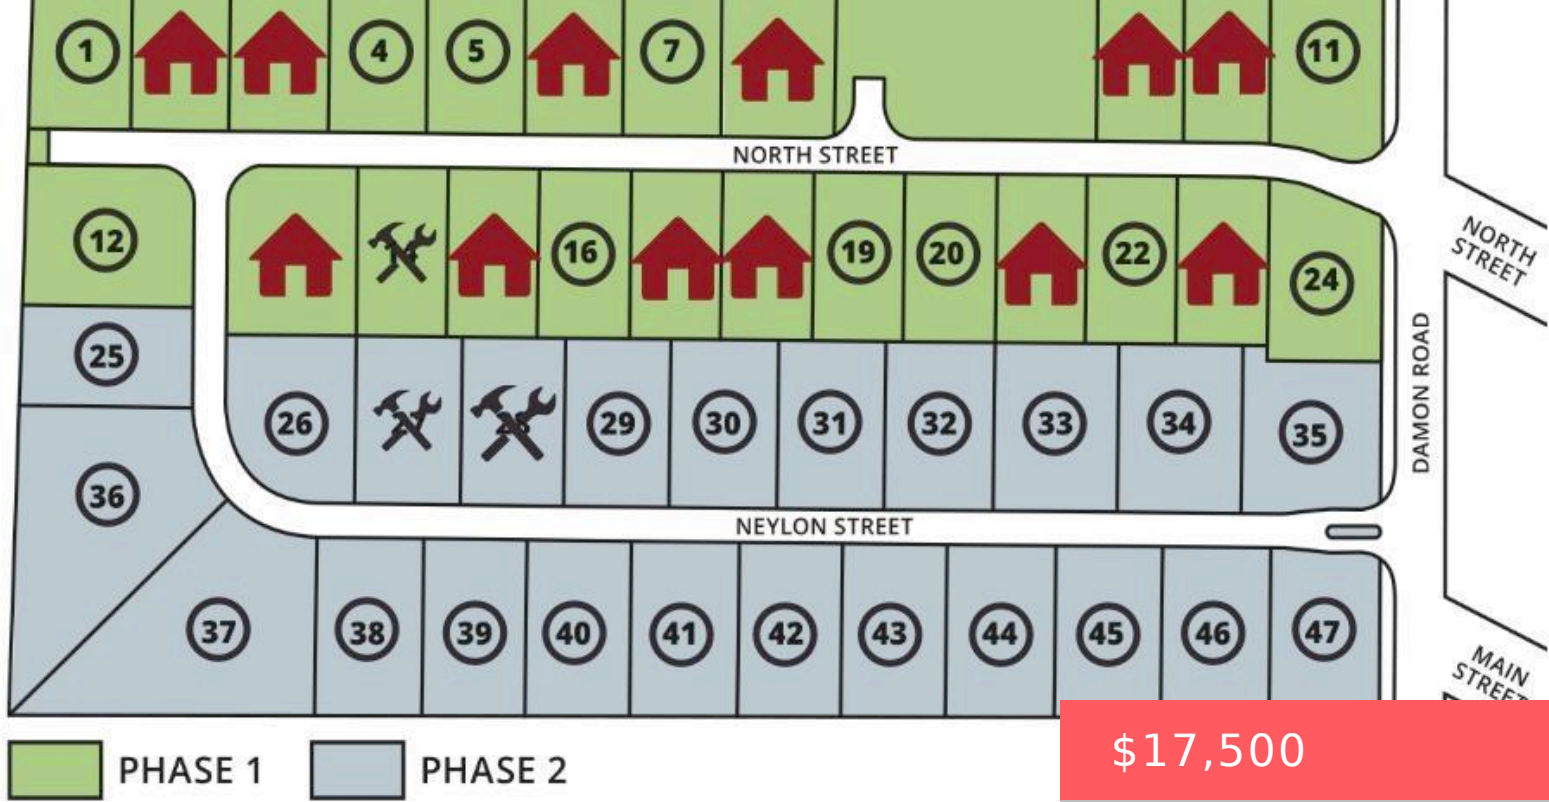 1 4 5 7 11
NORTH STREET
12 16 19 20 22 24
NORTH
STREET
25
26 29 30 31 32 33 34 35
DAMON ROAD
36
NEYLON STREET
37 38 39 40 41 42 43 44 45 46 47
MAIN
STREET
$17,500
PHASE 1 PHASE 2